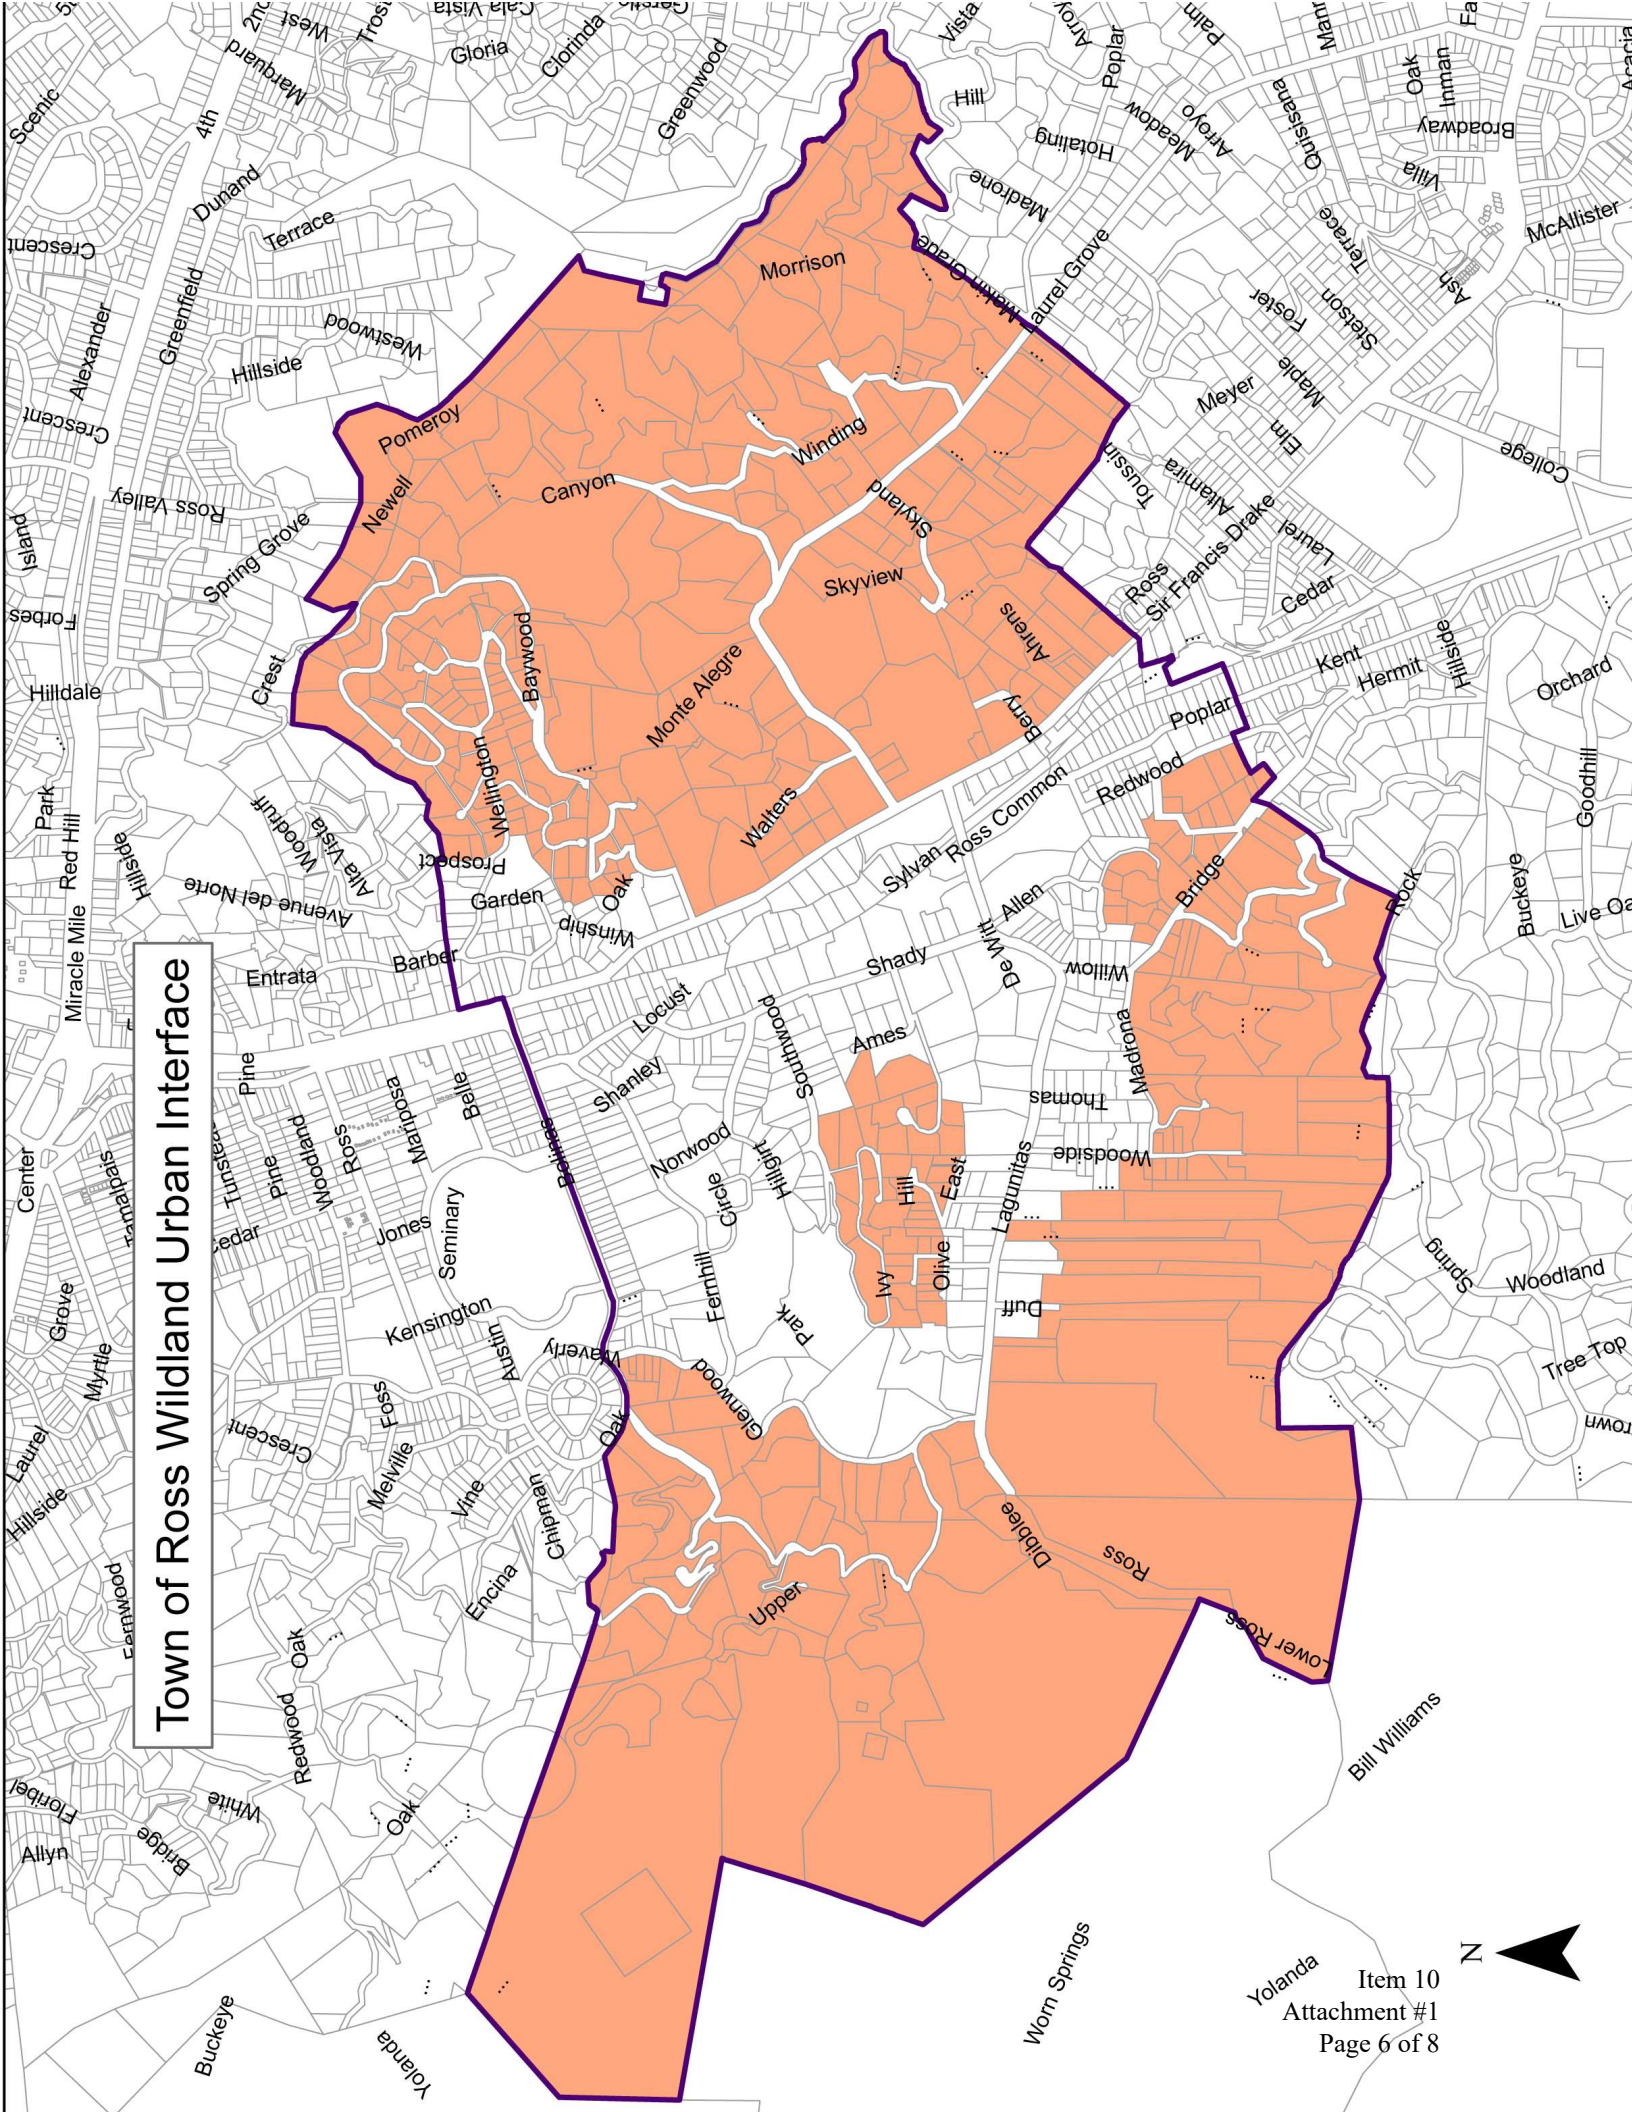 Town of Ross Wildland Urban Interface
Scenic
2nd
West
Gloria
Clorinda
Greenwood
Vista
Arroyo
Poplar
Palm
Marquard
4th
Hill
Hotaling
Meadow
Arroyo
Quisisana
Oak
Inman
Broadway
Villa
Dunand
Terrace
Crescent
Madrone
Terrace
McAllister
Morrison
Makin Grade
Laurel Grove
Ash
Alexander
Greenfield
Westwood
Hillside
Foster
Stetson
Crescent
Pomeroy
Meyer
Maple
Elm
Winding
College
Canyon
Newell
Ross Valley
Island
Spring Grove
Skyland
Toussin
Altamira
Laurel
Forbes
Skyview
Ross
Sir Francis Drake
Cedar
Ahrens
Baywood
Crest
Hilldale
Monte Alegre
Kent
Hermit
Hillside
Orchard
Berry
Poplar
Wellington
Redwood
Park
Red Hill
Woodruff
Alta Vista
Walters
Goodhill
Hillside
Prospect
Sylvan
Ross Common
Avenue del Norte
Garden
Oak
Winship
Allen
Bridge
Rock
Buckeye
Live Oa
Miracle Mile
Entrata
Barber
Shady
De Witt
Willow
Locust
Southwood
Ames
Madrona
Pine
Belle
Mariposa
Shanley
Thomas
Woodland
Ross
Pine
Bolinas
Norwood
Hillgirt
Circle
Woodside
Center
Tamalpais
Hill
East
Lagunitas
Jones
Seminary
Fernhill
Ivy
Olive
Duff
Spring
Woodland
Grove
Kensington
Park
Myrtle
Austin
Waverly
Tree Top
Foss
Crescent
Glenwood
Oak
rown
Laurel
Hillside
Melville
Vine
Chipman
Dibblee
Ross
Encina
Upper
Fernwood
Lower Ross
Oak
Redwood
Bill Williams
Floribel
White
Oak
Allyn
Bridge
Worn Springs
Yolanda
Buckeye
Yolanda
N
Item 10
Attachment #1
Page 6 of 8